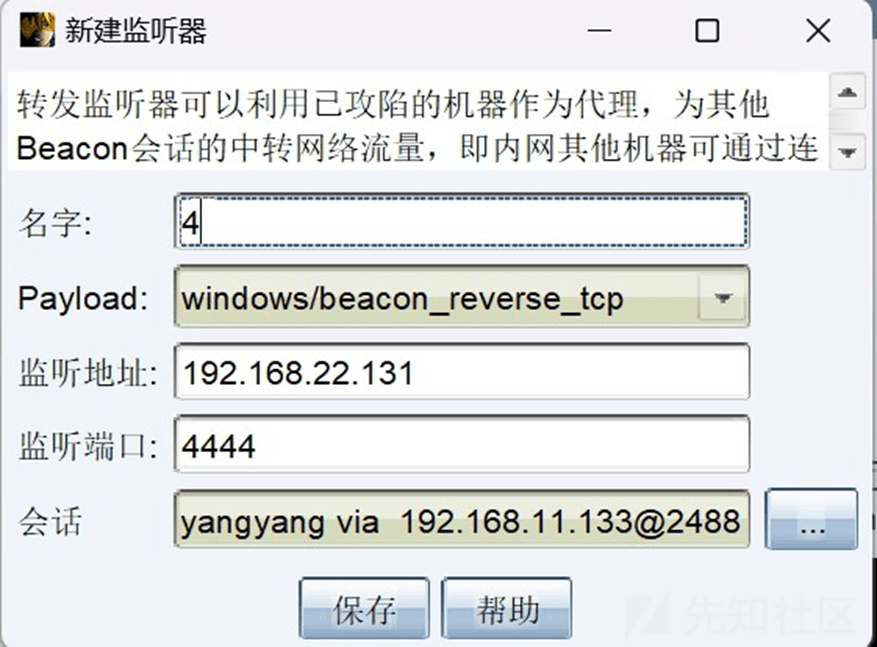 新建监听器
转发监听器可以利用已攻陷的机器作为代理，为其他
Beacon会话的中转网络流量，即内网其他机器可通过连
名字: 4
Payload: windows/beacon_reverse_tcp
监听地址: 192.168.22.131
监听端口: 4444
会话 yangyang via 192.168.11.133@2488 ...
保存 帮助
先知社区